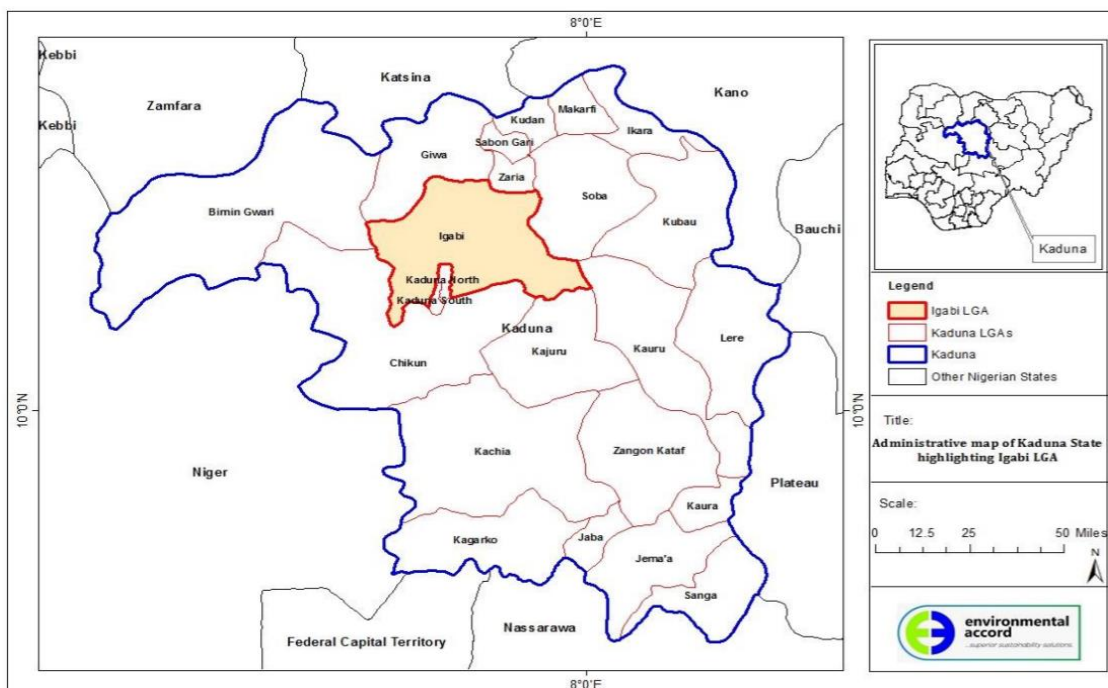 8°0'E
Kebbi
Katsina
Zamfara
Kano
Makarfi
Kudan
Kebbi
Ikara
Sabon Gari
Giwa
Zaria
Soba
Birnin Gwari
Kubau
Igabi
Bauchi
Kaduna North
Kaduna South
Kaduna
Kajuru
Kauru
Lere
Chikun
10°0'N
10°0'N
Kachia
Zangon Kataf
Niger
Plateau
Kaura
Kagarko
Jaba
Jema'a
Sanga
Nassarawa
Federal Capital Territory
8°0'E
Kaduna
Legend
Igabi LGA
Kaduna LGAs
Kaduna
Other Nigerian States
Title:
Administrative map of Kaduna State
highlighting Igabi LGA
Scale:
0 12.5 25 50 Miles
N
environmental
accord
...superior sustainability solutions.